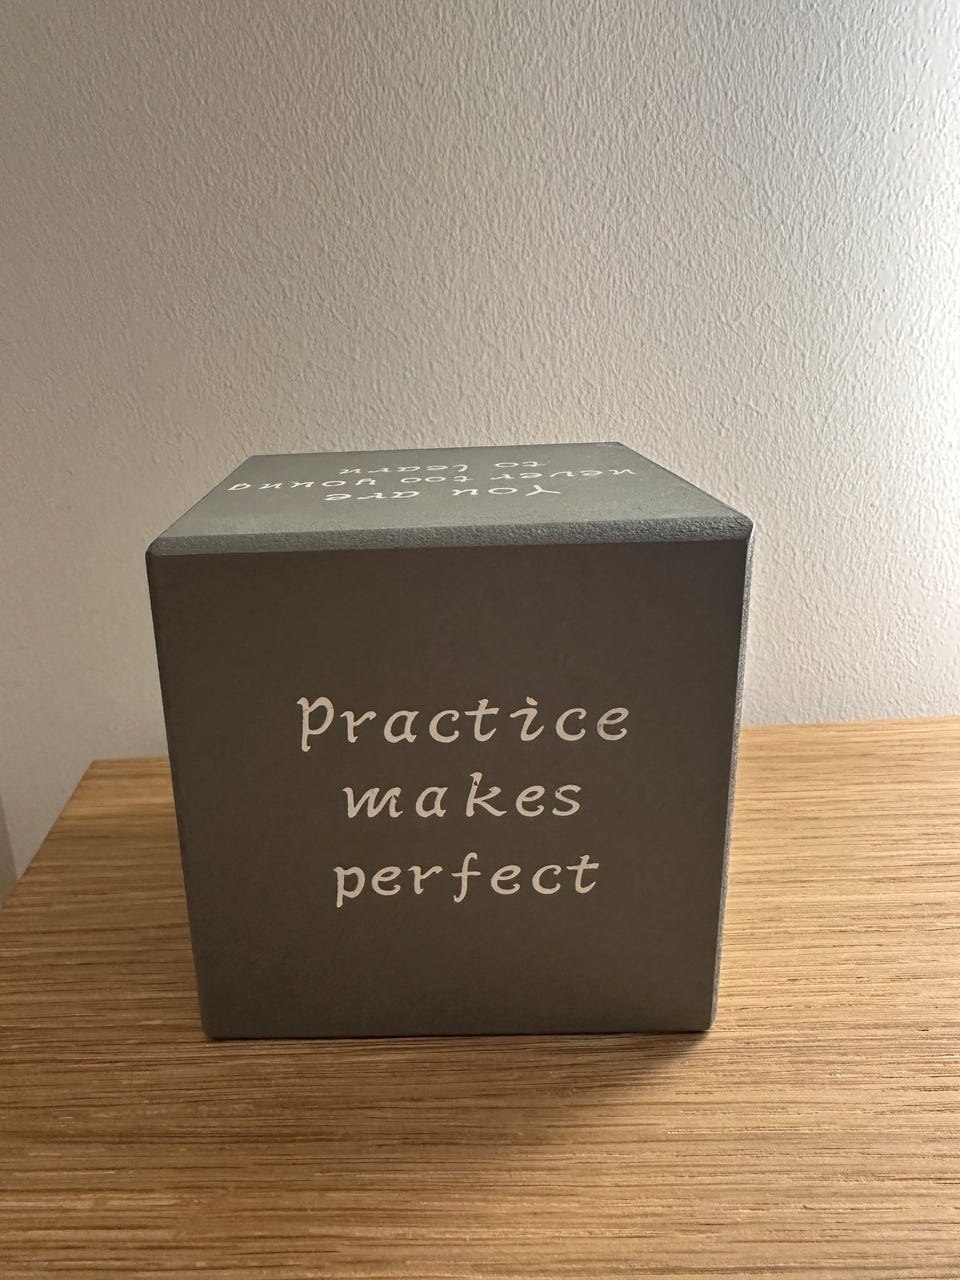 You are
never too young
to learn
Practice
makes
perfect